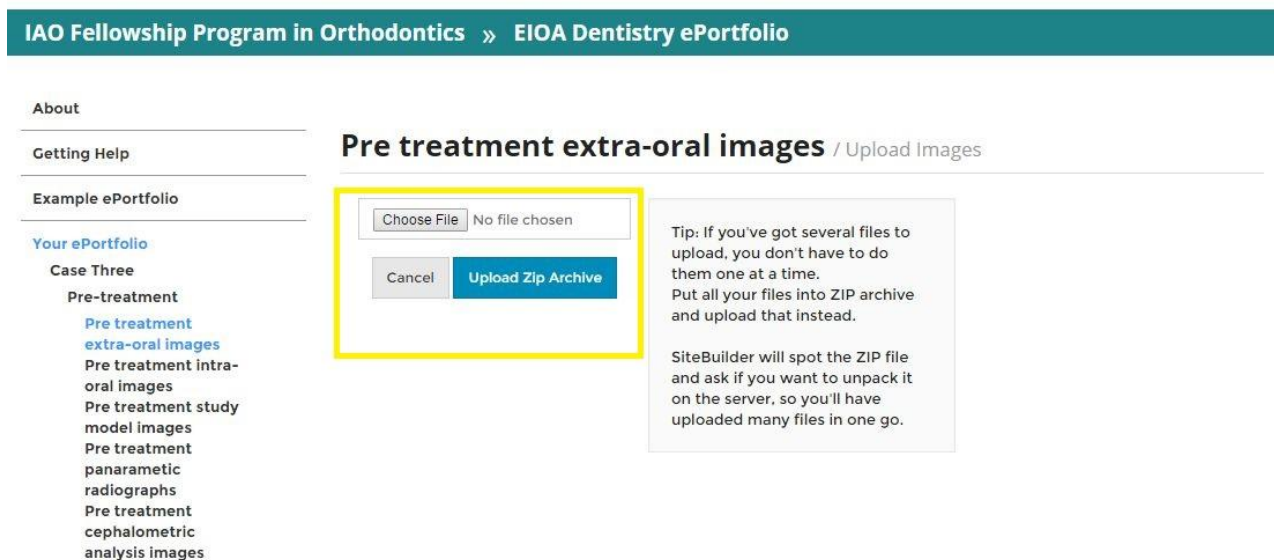 IAO Fellowship Program in Orthodontics » EIOA Dentistry ePortfolio
About
Getting Help
Example ePortfolio
Your ePortfolio
Case Three
Pre-treatment
Pre treatment
extra-oral images
Pre treatment intra-
oral images
Pre treatment study
model images
Pre treatment
panarametic
radiographs
Pre treatment
cephalometric
analysis images
Pre treatment extra-oral images / Upload Images
Choose File No file chosen
Cancel Upload Zip Archive
Tip: If you've got several files to
upload, you don't have to do
them one at a time.
Put all your files into ZIP archive
and upload that instead.
SiteBuilder will spot the ZIP file
and ask if you want to unpack it
on the server, so you'll have
uploaded many files in one go.